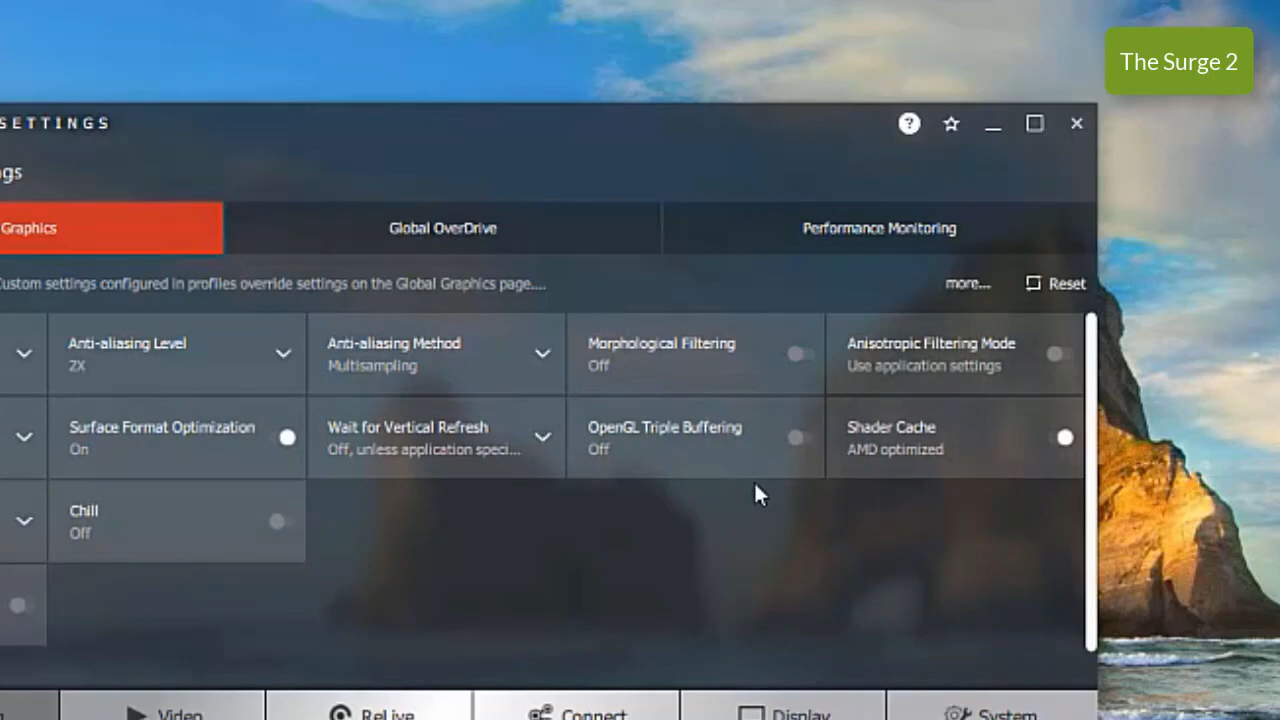 The Surge 2
SETTINGS
gs
Graphics
Global OverDrive
Performance Monitoring
Custom settings configured in profiles override settings on the Global Graphics page....
more...
Reset
Anti-aliasing Level
2X
Anti-aliasing Method
Multisampling
Morphological Filtering
Off
Anisotropic Filtering Mode
Use application settings
Surface Format Optimization
On
Wait for Vertical Refresh
Off, unless application speci...
OpenGL Triple Buffering
Off
Shader Cache
AMD optimized
Chill
Off
Video
ReLive
Connect
Display
System